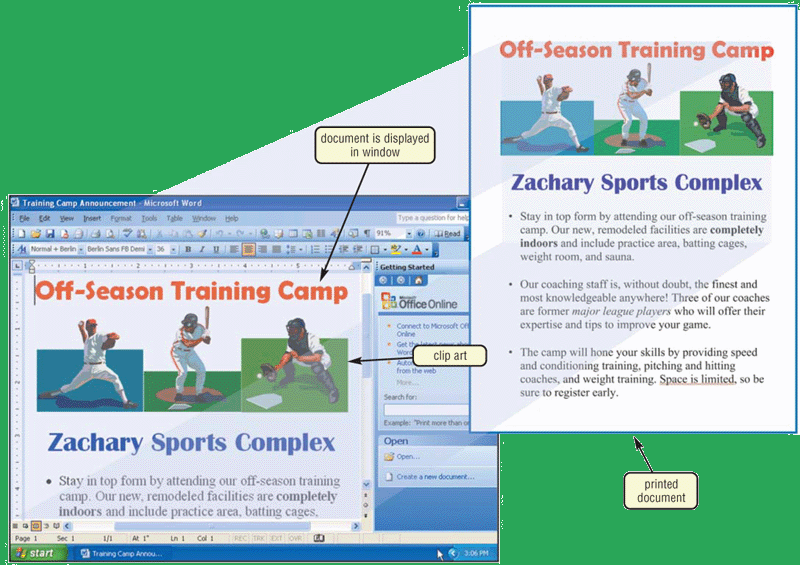 Off-Season Training Camp
Zachary Sports Complex
• Stay in top form by attending our off-season training
camp. Our new, remodeled facilities are completely
indoors and include practice area, batting cages,
weight room, and sauna.
• Our coaching staff is, without doubt, the finest and
most knowledgeable anywhere! Three of our coaches
are former major league players who will offer their
expertise and tips to improve your game.
• The camp will hone your skills by providing speed
and conditioning training, pitching and hitting
coaches, and weight training. Space is limited, so be
sure to register early.
printed
document
document is displayed
in window
clip art
Training Camp Announcement - Microsoft Word
File Edit View Insert Format Tools Table Window Help
Type a question for help
91% Read
Normal + Berlin Berlin Sans FB Demi 36 B I U
Getting Started
Microsoft
Office Online
Connect to Microsoft Off
Online
Get the latest news about
Word
Auto
from the web
More...
Search for:
Example: "Print more than o
Open
Open...
Create a new document...
Off-Season Training Camp
Zachary Sports Complex
• Stay in top form by attending our off-season training
camp. Our new, remodeled facilities are completely
indoors and include practice area, batting cages,
Page 1 Sec 1 1/1 At 1" Ln 1 Col 1 REC TRK EXT OVR
start Training Camp Annou... 3:06 PM